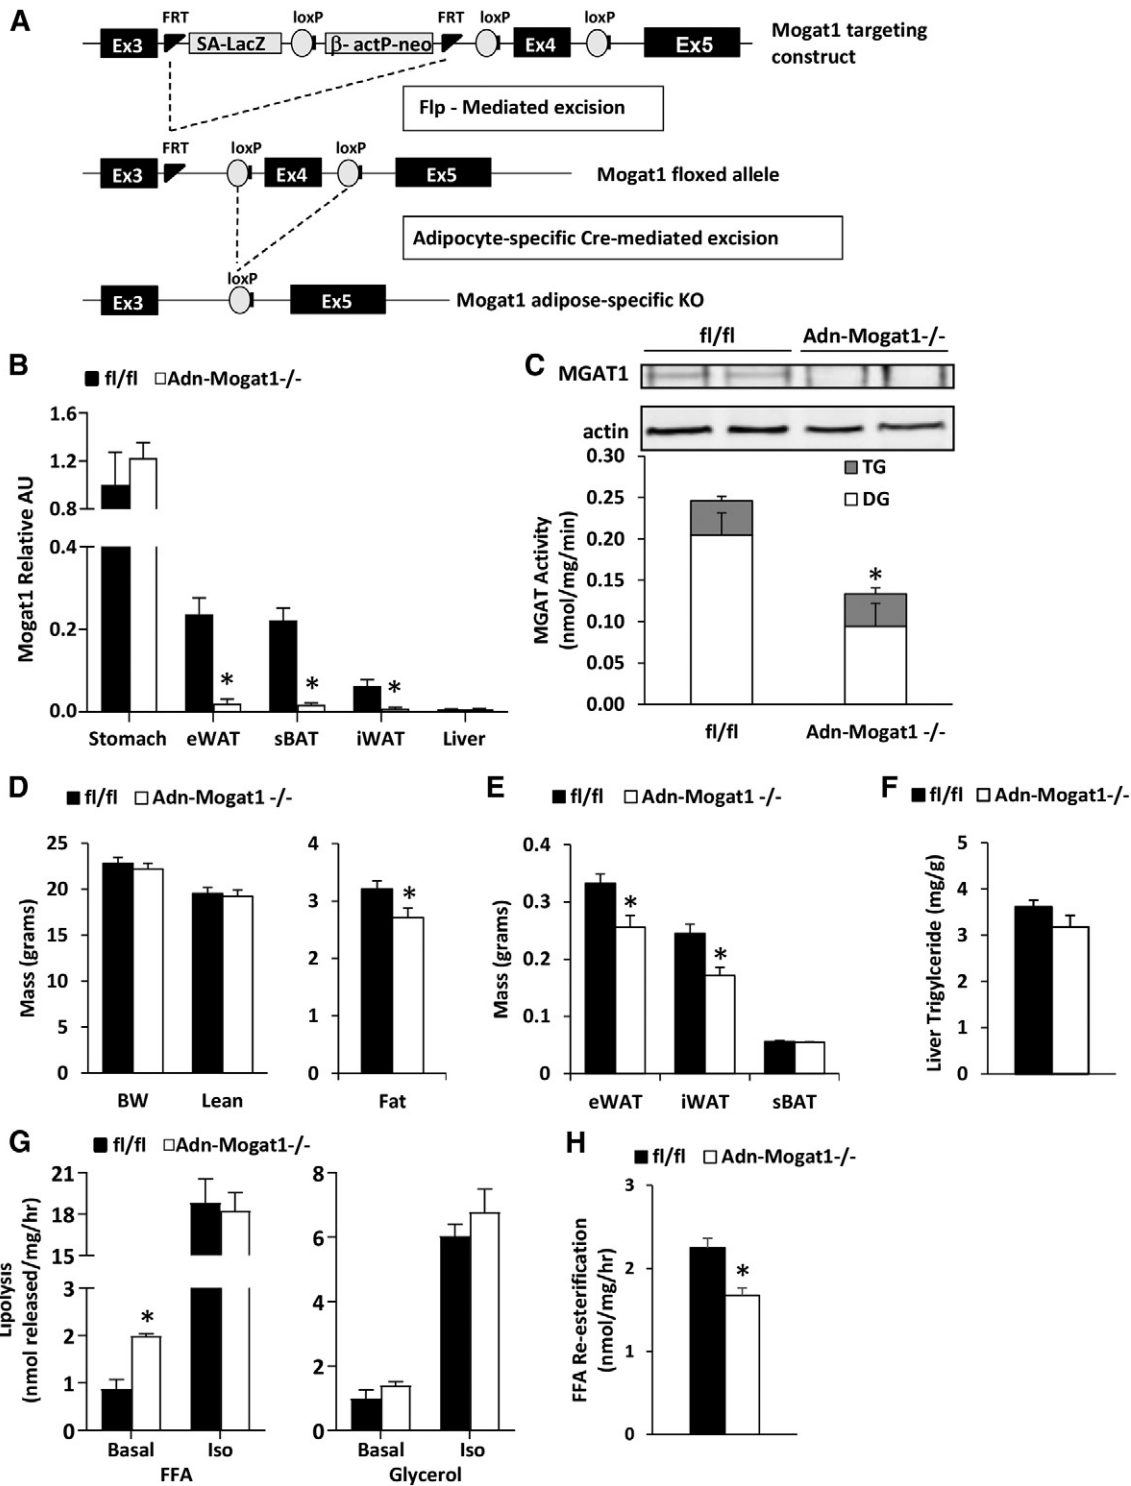 A
FRT
loxP
FRT
loxP
loxP
Ex3
SA-LacZ
β- actP-neo
Ex4
Ex5
Mogat1 targeting
construct
Flp - Mediated excision
FRT
loxP
loxP
Ex3
Ex4
Ex5
Mogat1 floxed allele
Adipocyte-specific Cre-mediated excision
loxP
Ex3
Ex5
Mogat1 adipose-specific KO
B
fl/fl
Adn-Mogat1-/-
Mogat1 Relative AU
1.6
1.2
0.8
0.4
0.2
0.0
*
*
*
Stomach
eWAT
sBAT
iWAT
Liver
C
fl/fl
Adn-Mogat1-/-
MGAT1
actin
MGAT Activity
(nmol/mg/min)
0.30
0.25
0.20
0.15
0.10
0.05
0.00
TG
DG
*
fl/fl
Adn-Mogat1 -/-
D
fl/fl
Adn-Mogat1 -/-
Mass (grams)
25
20
15
10
5
0
BW
Lean
4
3
2
1
0
*
Fat
E
fl/fl
Adn-Mogat1 -/-
Mass (grams)
0.4
0.3
0.2
0.1
0
*
*
eWAT
iWAT
sBAT
F
fl/fl
Adn-Mogat1-/-
Liver Trigylceride (mg/g)
5
4
3
2
1
0
G
fl/fl
Adn-Mogat1-/-
Lipolysis
(nmol released/mg/hr)
21
18
15
3
2
1
0
*
Basal
Iso
FFA
8
6
4
2
0
Basal
Iso
Glycerol
H
fl/fl
Adn-Mogat1-/-
FFA Re-esterification
(nmol/mg/hr)
3
2
1
0
*